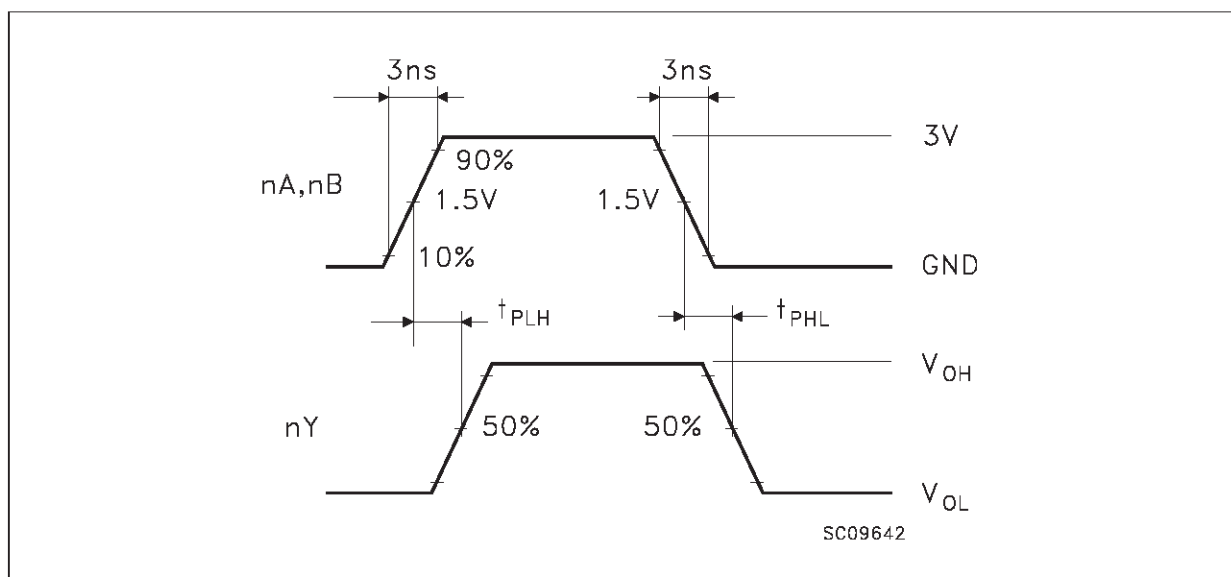 3ns
3ns
3V
90%
nA,nB
1.5V
1.5V
10%
GND
tPLH
tPHL
VOH
nY
50%
50%
VOL
SC09642